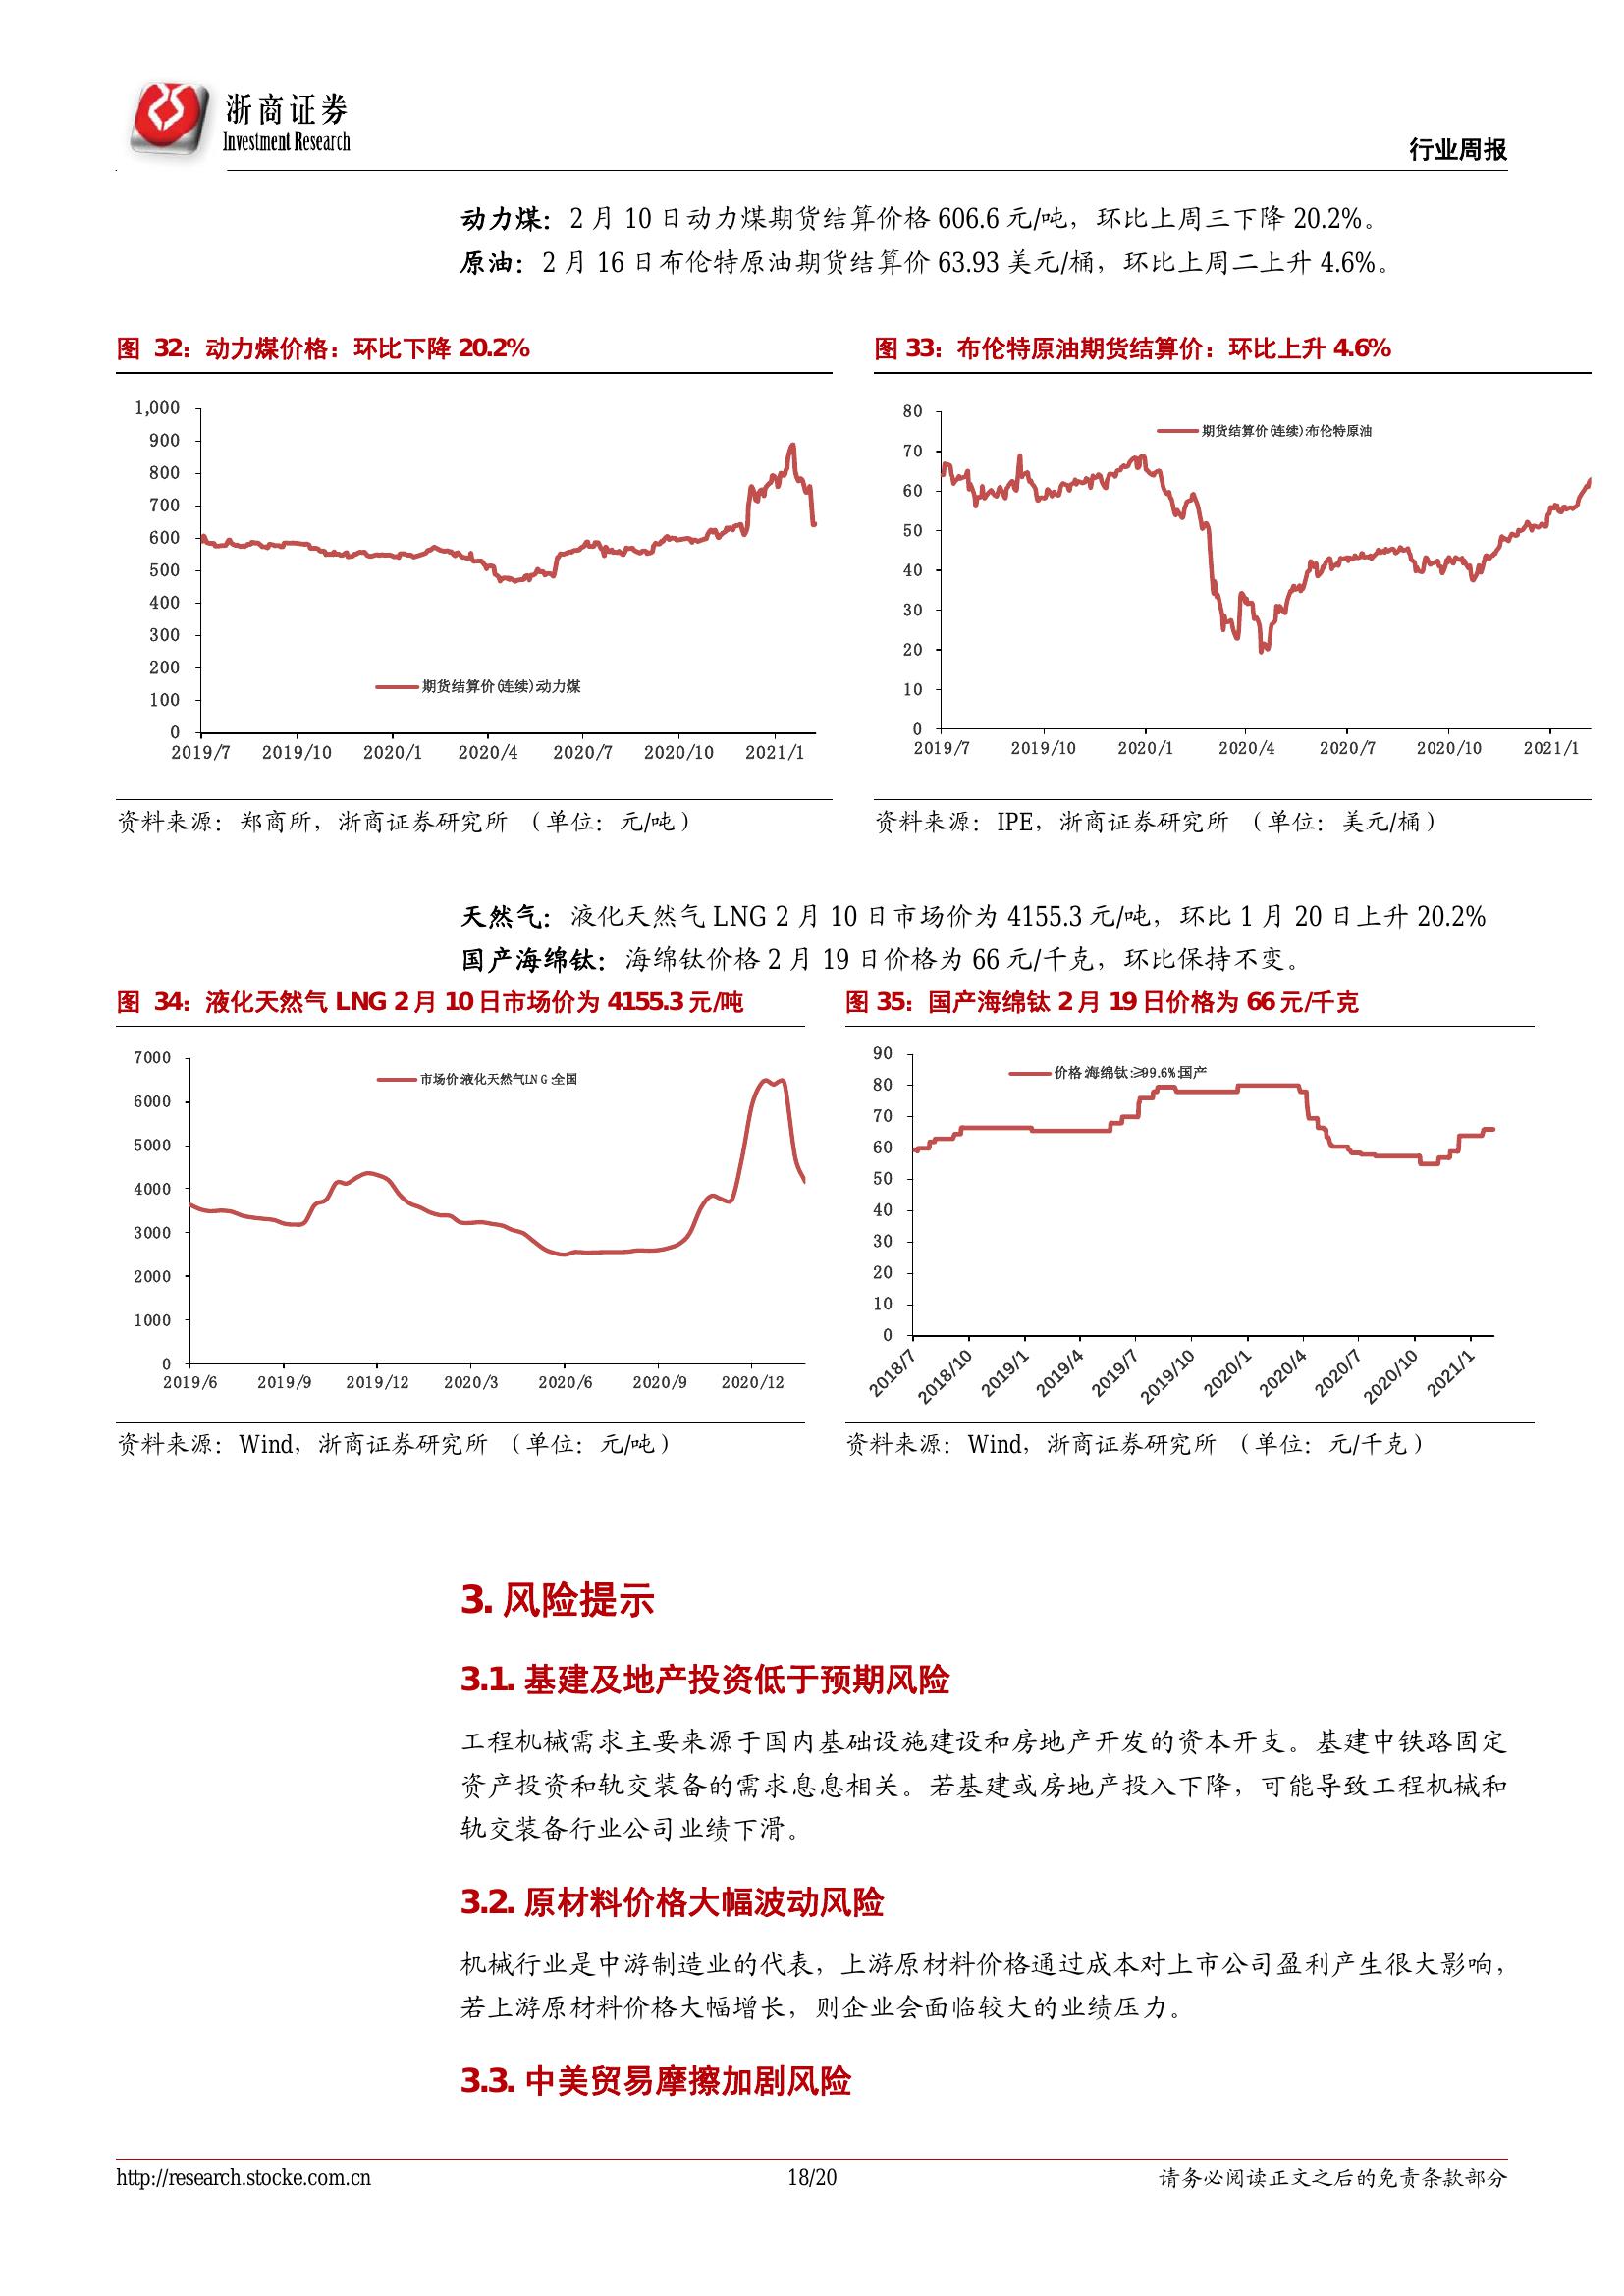 浙商证券
Investment Research
行业周报
动力煤：2 月 10 日动力煤期货结算价格 606.6 元/吨，环比上周三下降 20.2%。
原油：2 月 16 日布伦特原油期货结算价 63.93 美元/桶，环比上周二上升 4.6%。
图 32：动力煤价格：环比下降 20.2%
1,000
900
800
700
600
500
400
300
200
100
0
2019/7 2019/10 2020/1 2020/4 2020/7 2020/10 2021/1
期货结算价(连续):动力煤
资料来源：郑商所，浙商证券研究所 （单位：元/吨）
图 33：布伦特原油期货结算价：环比上升 4.6%
80
70
60
50
40
30
20
10
0
2019/7 2019/10 2020/1 2020/4 2020/7 2020/10 2021/1
期货结算价(连续):布伦特原油
资料来源：IPE，浙商证券研究所 （单位：美元/桶）
天然气：液化天然气 LNG 2 月 10 日市场价为 4155.3 元/吨，环比 1 月 20 日上升 20.2%
国产海绵钛：海绵钛价格 2 月 19 日价格为 66 元/千克，环比保持不变。
图 34：液化天然气 LNG 2 月 10 日市场价为 4155.3 元/吨
7000
6000
5000
4000
3000
2000
1000
0
2019/6 2019/9 2019/12 2020/3 2020/6 2020/9 2020/12
市场价:液化天然气LNG:全国
资料来源：Wind，浙商证券研究所 （单位：元/吨）
图 35：国产海绵钛 2 月 19 日价格为 66 元/千克
90
80
70
60
50
40
30
20
10
0
2018/7 2018/10 2019/1 2019/4 2019/7 2019/10 2020/1 2020/4 2020/7 2020/10 2021/1
价格:海绵钛:≥99.6%:国产
资料来源：Wind，浙商证券研究所 （单位：元/千克）
3. 风险提示
3.1. 基建及地产投资低于预期风险
工程机械需求主要来源于国内基础设施建设和房地产开发的资本开支。基建中铁路固定
资产投资和轨交装备的需求息息相关。若基建或房地产投入下降，可能导致工程机械和
轨交装备行业公司业绩下滑。
3.2. 原材料价格大幅波动风险
机械行业是中游制造业的代表，上游原材料价格通过成本对上市公司盈利产生很大影响，
若上游原材料价格大幅增长，则企业会面临较大的业绩压力。
3.3. 中美贸易摩擦加剧风险
http://research.stocke.com.cn
18/20
请务必阅读正文之后的免责条款部分